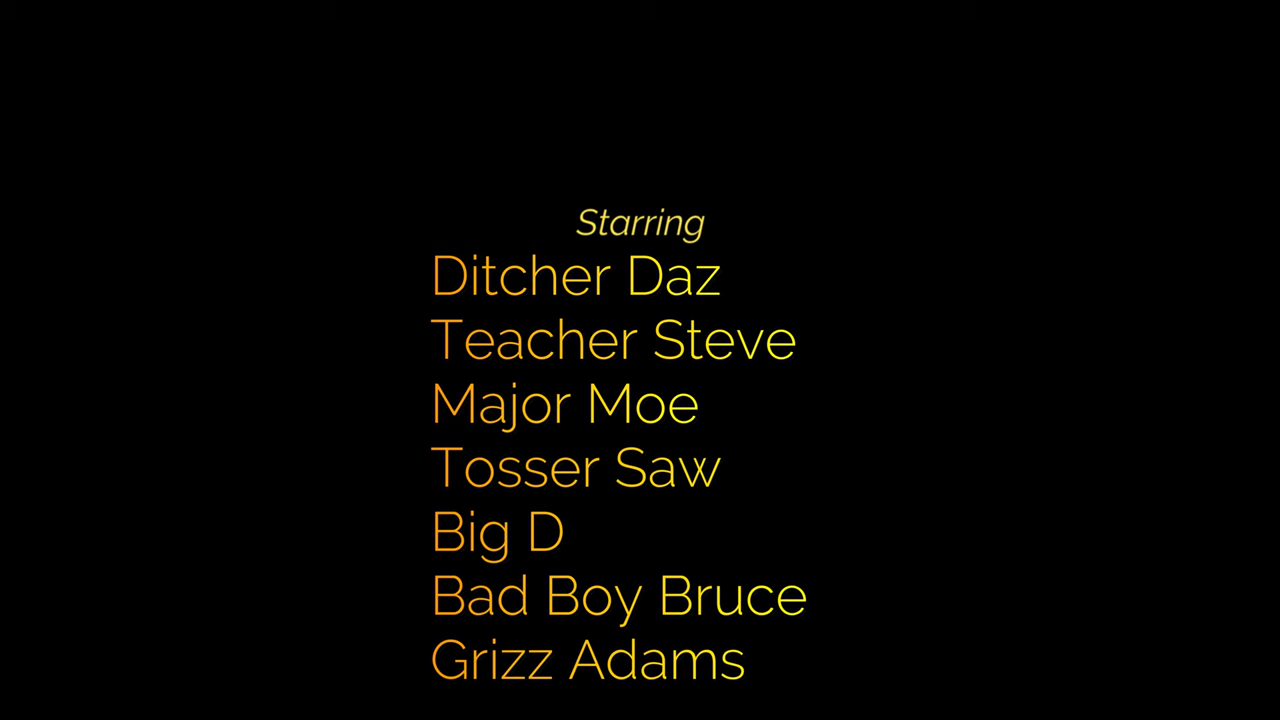 Starring
Ditcher Daz
Teacher Steve
Major Moe
Tosser Saw
Big D
Bad Boy Bruce
Grizz Adams